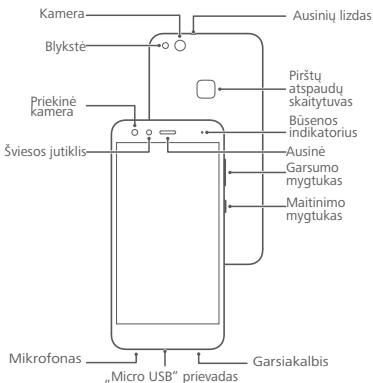 Kamera
Ausinių lizdas
Blykstė
Pirštų
atspaudų
skaitytuvas
Priekinė
kamera
Būsenos
indikatorius
Šviesos jutiklis
Ausinė
Garsumo
mygtukas
Maitinimo
mygtukas
Mikrofonas
Garsiakalbis
„Micro USB“ prievadas